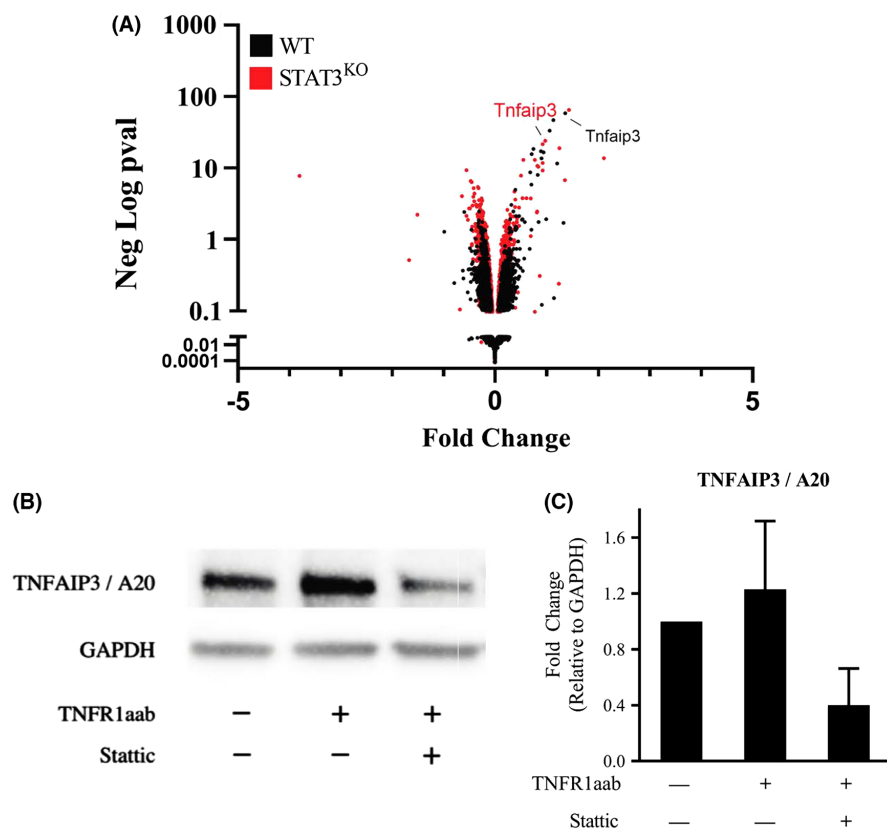 (A)
1000
100
10
1
0.1
0.01
0.0001
Neg Log pval
WT
STAT3KO
Tnfaip3
Tnfaip3
-5
0
5
Fold Change
(B)
TNFAIP3 / A20
GAPDH
TNFR1aab
− + +
Stattic
− − +
(C)
TNFAIP3 / A20
Fold Change
(Relative to GAPDH)
1.6
1.2
0.8
0.4
0.0
TNFR1aab — + +
Stattic — — +